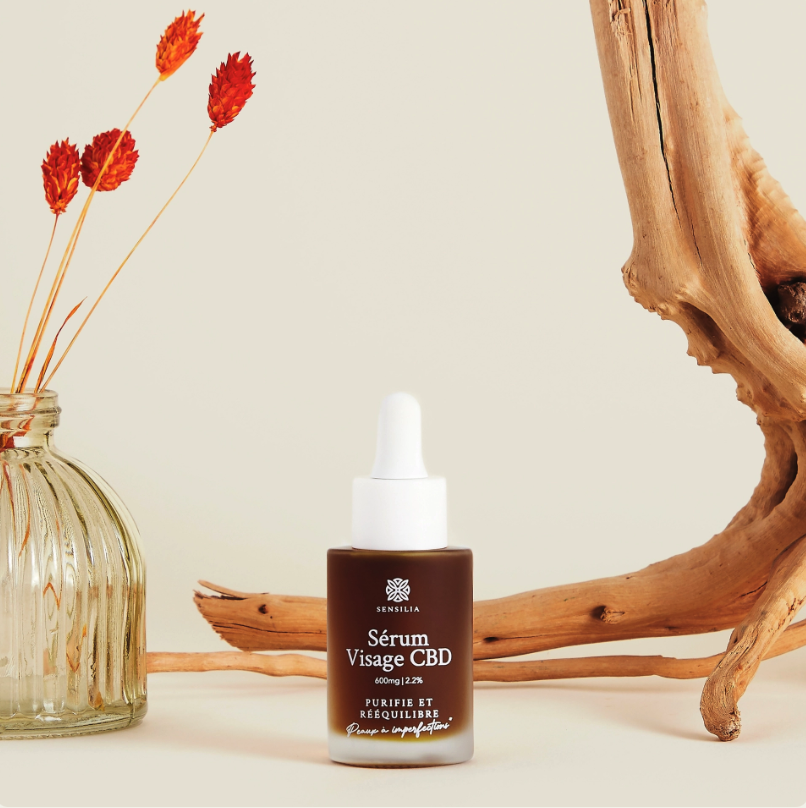 SENSILIA
Sérum
Visage CBD
600mg | 2.2%
PURIFIE ET
RÉÉQUILIBRE
Peaux à imperfections*